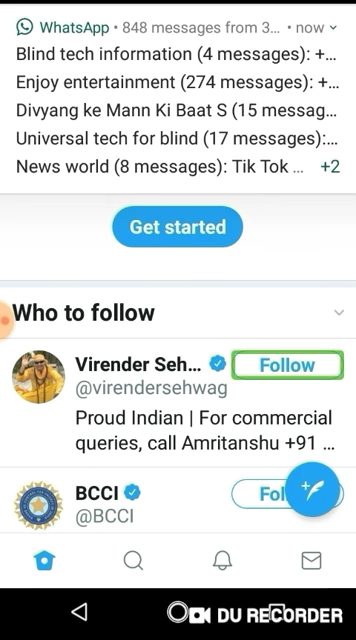 WhatsApp • 848 messages from 3... • now
Blind tech information (4 messages): +...
Enjoy entertainment (274 messages): +...
Divyang ke Mann Ki Baat S (15 messag...
Universal tech for blind (17 messages):...
News world (8 messages): Tik Tok ... +2
Get started
Who to follow
Virender Seh... Follow
@virendersehwag
Proud Indian | For commercial
queries, call Amritanshu +91 ...
BCCI Fol
@BCCI
DU RECORDER